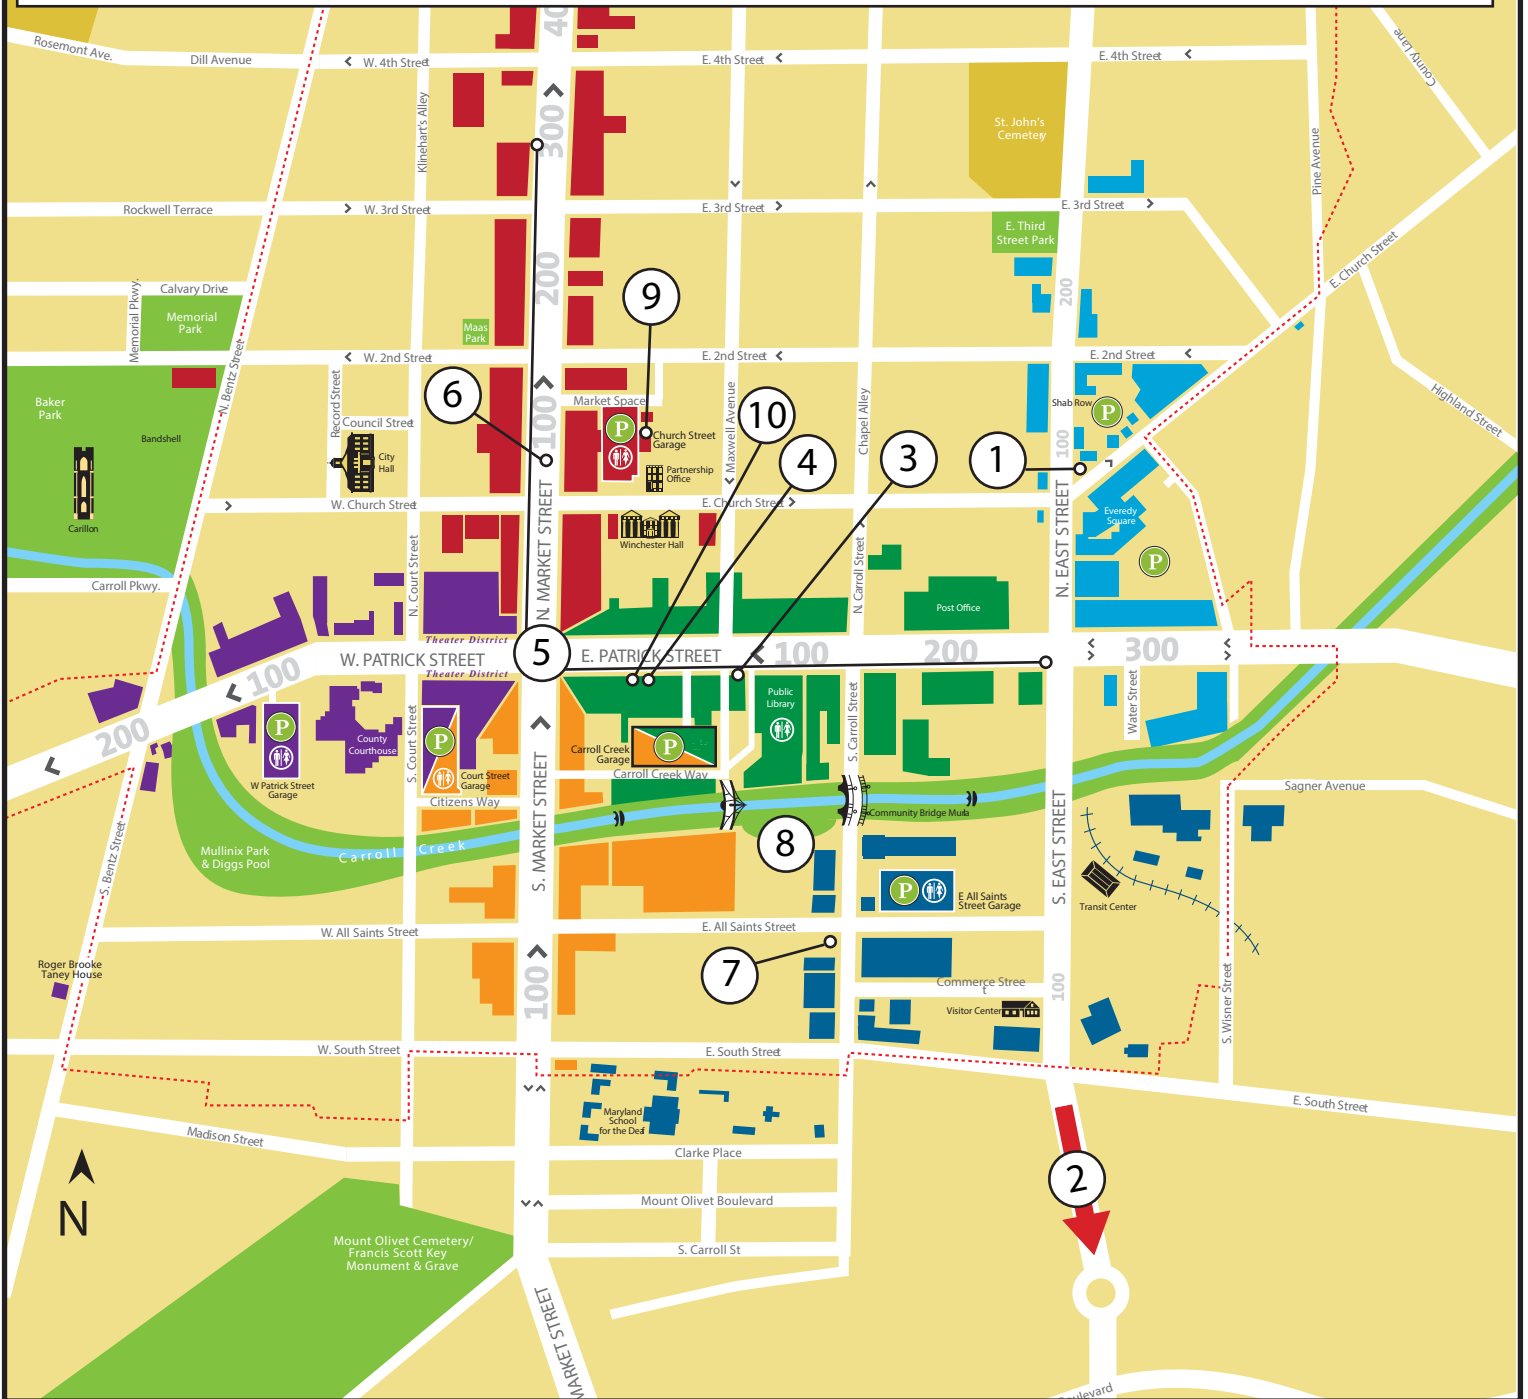 40
Rosemont Ave.
Dill Avenue
W. 4th Street
E. 4th Street
E. 4th Street
County Lane
Klinehart's Alley
300
St. John's
Cemetery
Pine Avenue
Rockwell Terrace
W. 3rd Street
E. 3rd Street
E. 3rd Street
E. Third
Street Park
E. Church Street
200
200
Memorial Pkwy.
Calvary Drive
9
Memorial
Park
Maas
Park
N. Bentz Street
W. 2nd Street
E. 2nd Street
E. 2nd Street
Baker
Park
Record Street
6
Market Space
Maxwell Avenue
Chapel Alley
10
Shab Row
P
Highland Street
Council Street
100
P
Church Street
Garage
100
Bandshell
City
Hall
Partnership
Office
4
3
1
Carillon
W. Church Street
E. Church Street
Everedy
Square
N. Court Street
N. MARKET STREET
Winchester Hall
N. Carroll Street
N. EAST STREET
P
Carroll Pkwy.
Post Office
Theater District
5
W. PATRICK STREET
E. PATRICK STREET
100
200
300
Theater District
100
200
P
County
Courthouse
S. Court Street
P
Public
Library
S. Carroll Street
Water Street
W Patrick Street
Garage
Court Street
Garage
Carroll Creek
Garage
P
Carroll Creek Way
Citizens Way
Sagner Avenue
S. MARKET STREET
Community Bridge Mural
S. EAST STREET
Mullinix Park
& Diggs Pool
Carroll Creek
8
S. Bentz Street
P
E All Saints
Street Garage
Transit Center
W. All Saints Street
E. All Saints Street
Roger Brooke
Taney House
7
100
Commerce Stree
t
100
Visitor Center
S. Wisner Street
W. South Street
E. South Street
E. South Street
Maryland
School
for the Deaf
Madison Street
Clarke Place
2
N
Mount Olivet Boulevard
Mount Olivet Cemetery/
Francis Scott Key
Monument & Grave
S. Carroll St
MARKET STREET
oulevard